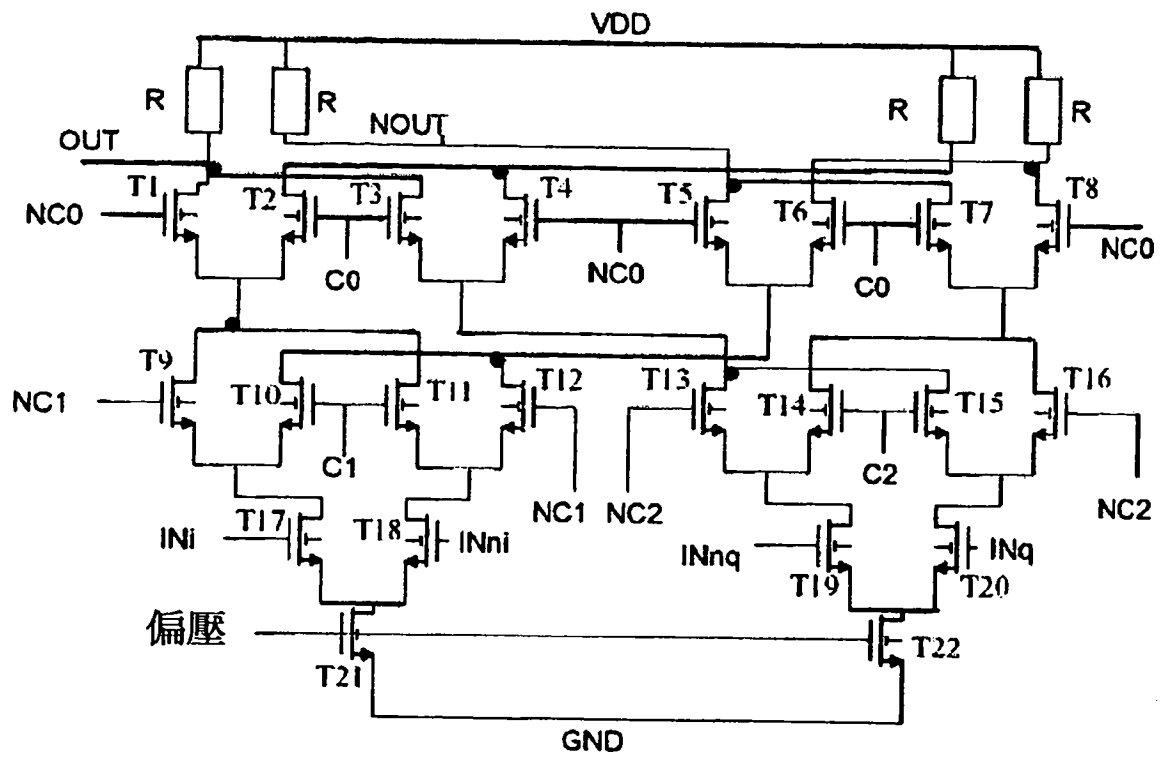 VDD
R
R
R
R
NOUT
OUT
T1
T2
T3
T4
T5
T6
T7
T8
NC0
C0
NC0
C0
NC0
T9
T10
T11
T12
T13
T14
T15
T16
NC1
C1
NC1
NC2
C2
NC2
INi
T17
T18
INni
INnq
T19
INq
T20
偏壓
T21
T22
GND